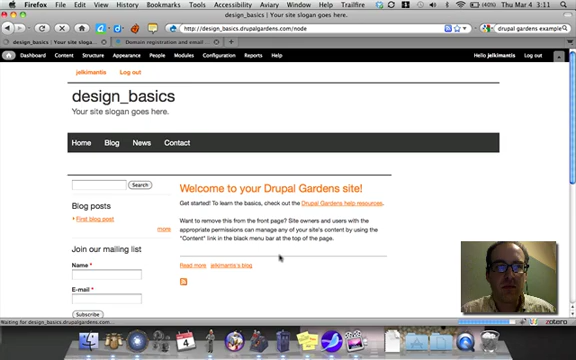 Firefox File Edit View History Bookmarks Tools Trailfire Aviary Window Help Thu Mar 4 3:11
design_basics | Your site slogan goes here.
http://design_basics.drupalgardens.com/node
drupal gardens example
design_basics | Your site slogan ...
Domain registration and email
Dashboard Content Structure Appearance People Modules Configuration Reports Help Hello jelkimantis Log out
jelkimantis Log out
design_basics
Your site slogan goes here.
Home Blog News Contact
Search
Blog posts
First blog post
more
Join our mailing list
Name *
E-mail *
Subscribe
Welcome to your Drupal Gardens site!
Get started! To learn the basics, check out the Drupal Gardens help resources.
Want to remove this from the front page? Site owners and users with the
appropriate permissions can manage any of your site's content by using the
"Content" link in the black menu bar at the top of the page.
Read more jelkimantis's blog
Waiting for design_basics.drupalgardens.com...
zotero
4